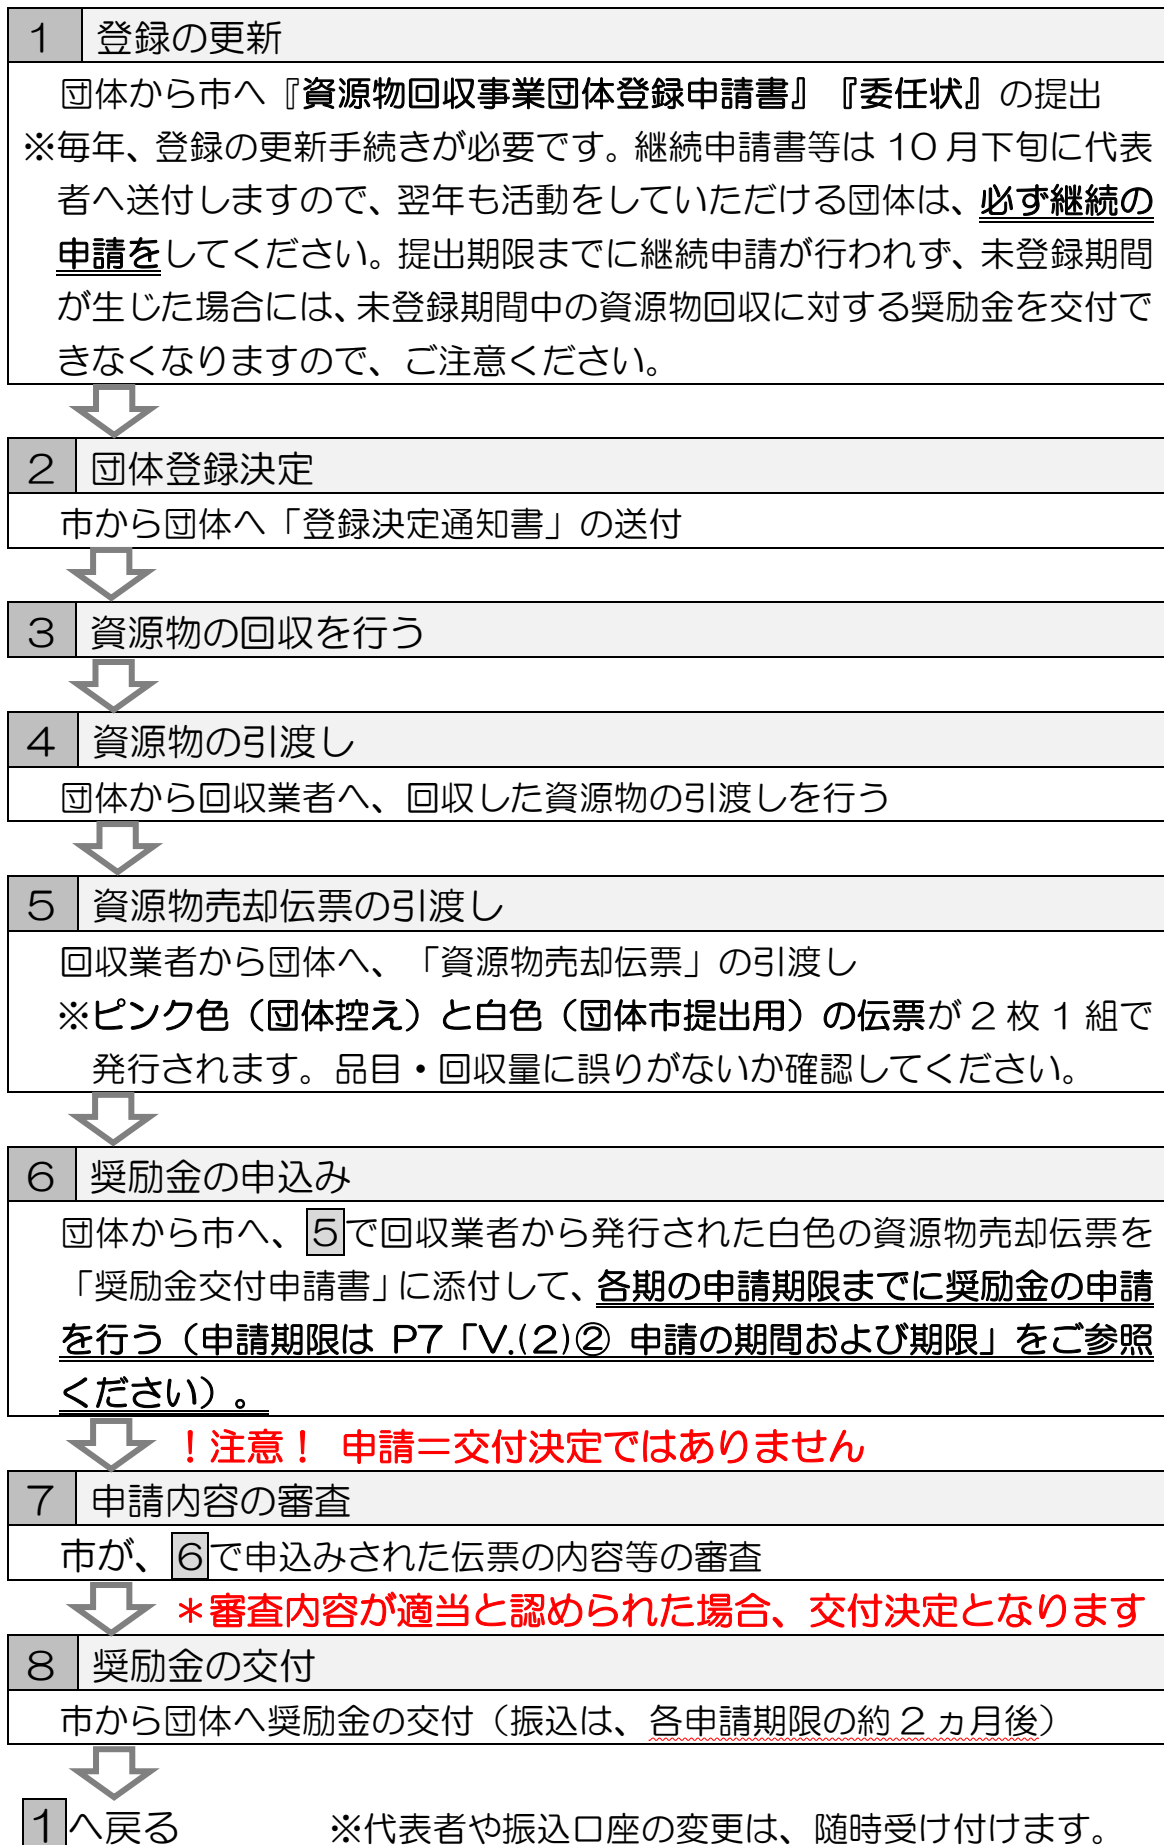 1 登録の更新
団体から市へ『資源物回収事業団体登録申請書』『委任状』の提出
※毎年、登録の更新手続きが必要です。継続申請書等は 10 月下旬に代表
者へ送付しますので、翌年も活動をしていただける団体は、必ず継続の
申請をしてください。提出期限までに継続申請が行われず、未登録期間
が生じた場合には、未登録期間中の資源物回収に対する奨励金を交付で
きなくなりますので、ご注意ください。
2 団体登録決定
市から団体へ「登録決定通知書」の送付
3 資源物の回収を行う
4 資源物の引渡し
団体から回収業者へ、回収した資源物の引渡しを行う
5 資源物売却伝票の引渡し
回収業者から団体へ、「資源物売却伝票」の引渡し
※ピンク色（団体控え）と白色（団体市提出用）の伝票が 2 枚 1 組で
発行されます。品目・回収量に誤りがないか確認してください。
6 奨励金の申込み
団体から市へ、5で回収業者から発行された白色の資源物売却伝票を
「奨励金交付申請書」に添付して、各期の申請期限までに奨励金の申請
を行う（申請期限は P7「Ⅴ.(2)② 申請の期間および期限」をご参照
ください）。
！注意！ 申請＝交付決定ではありません
7 申請内容の審査
市が、6で申込みされた伝票の内容等の審査
＊審査内容が適当と認められた場合、交付決定となります
8 奨励金の交付
市から団体へ奨励金の交付（振込は、各申請期限の約 2 ヵ月後）
1へ戻る ※代表者や振込口座の変更は、随時受け付けます。